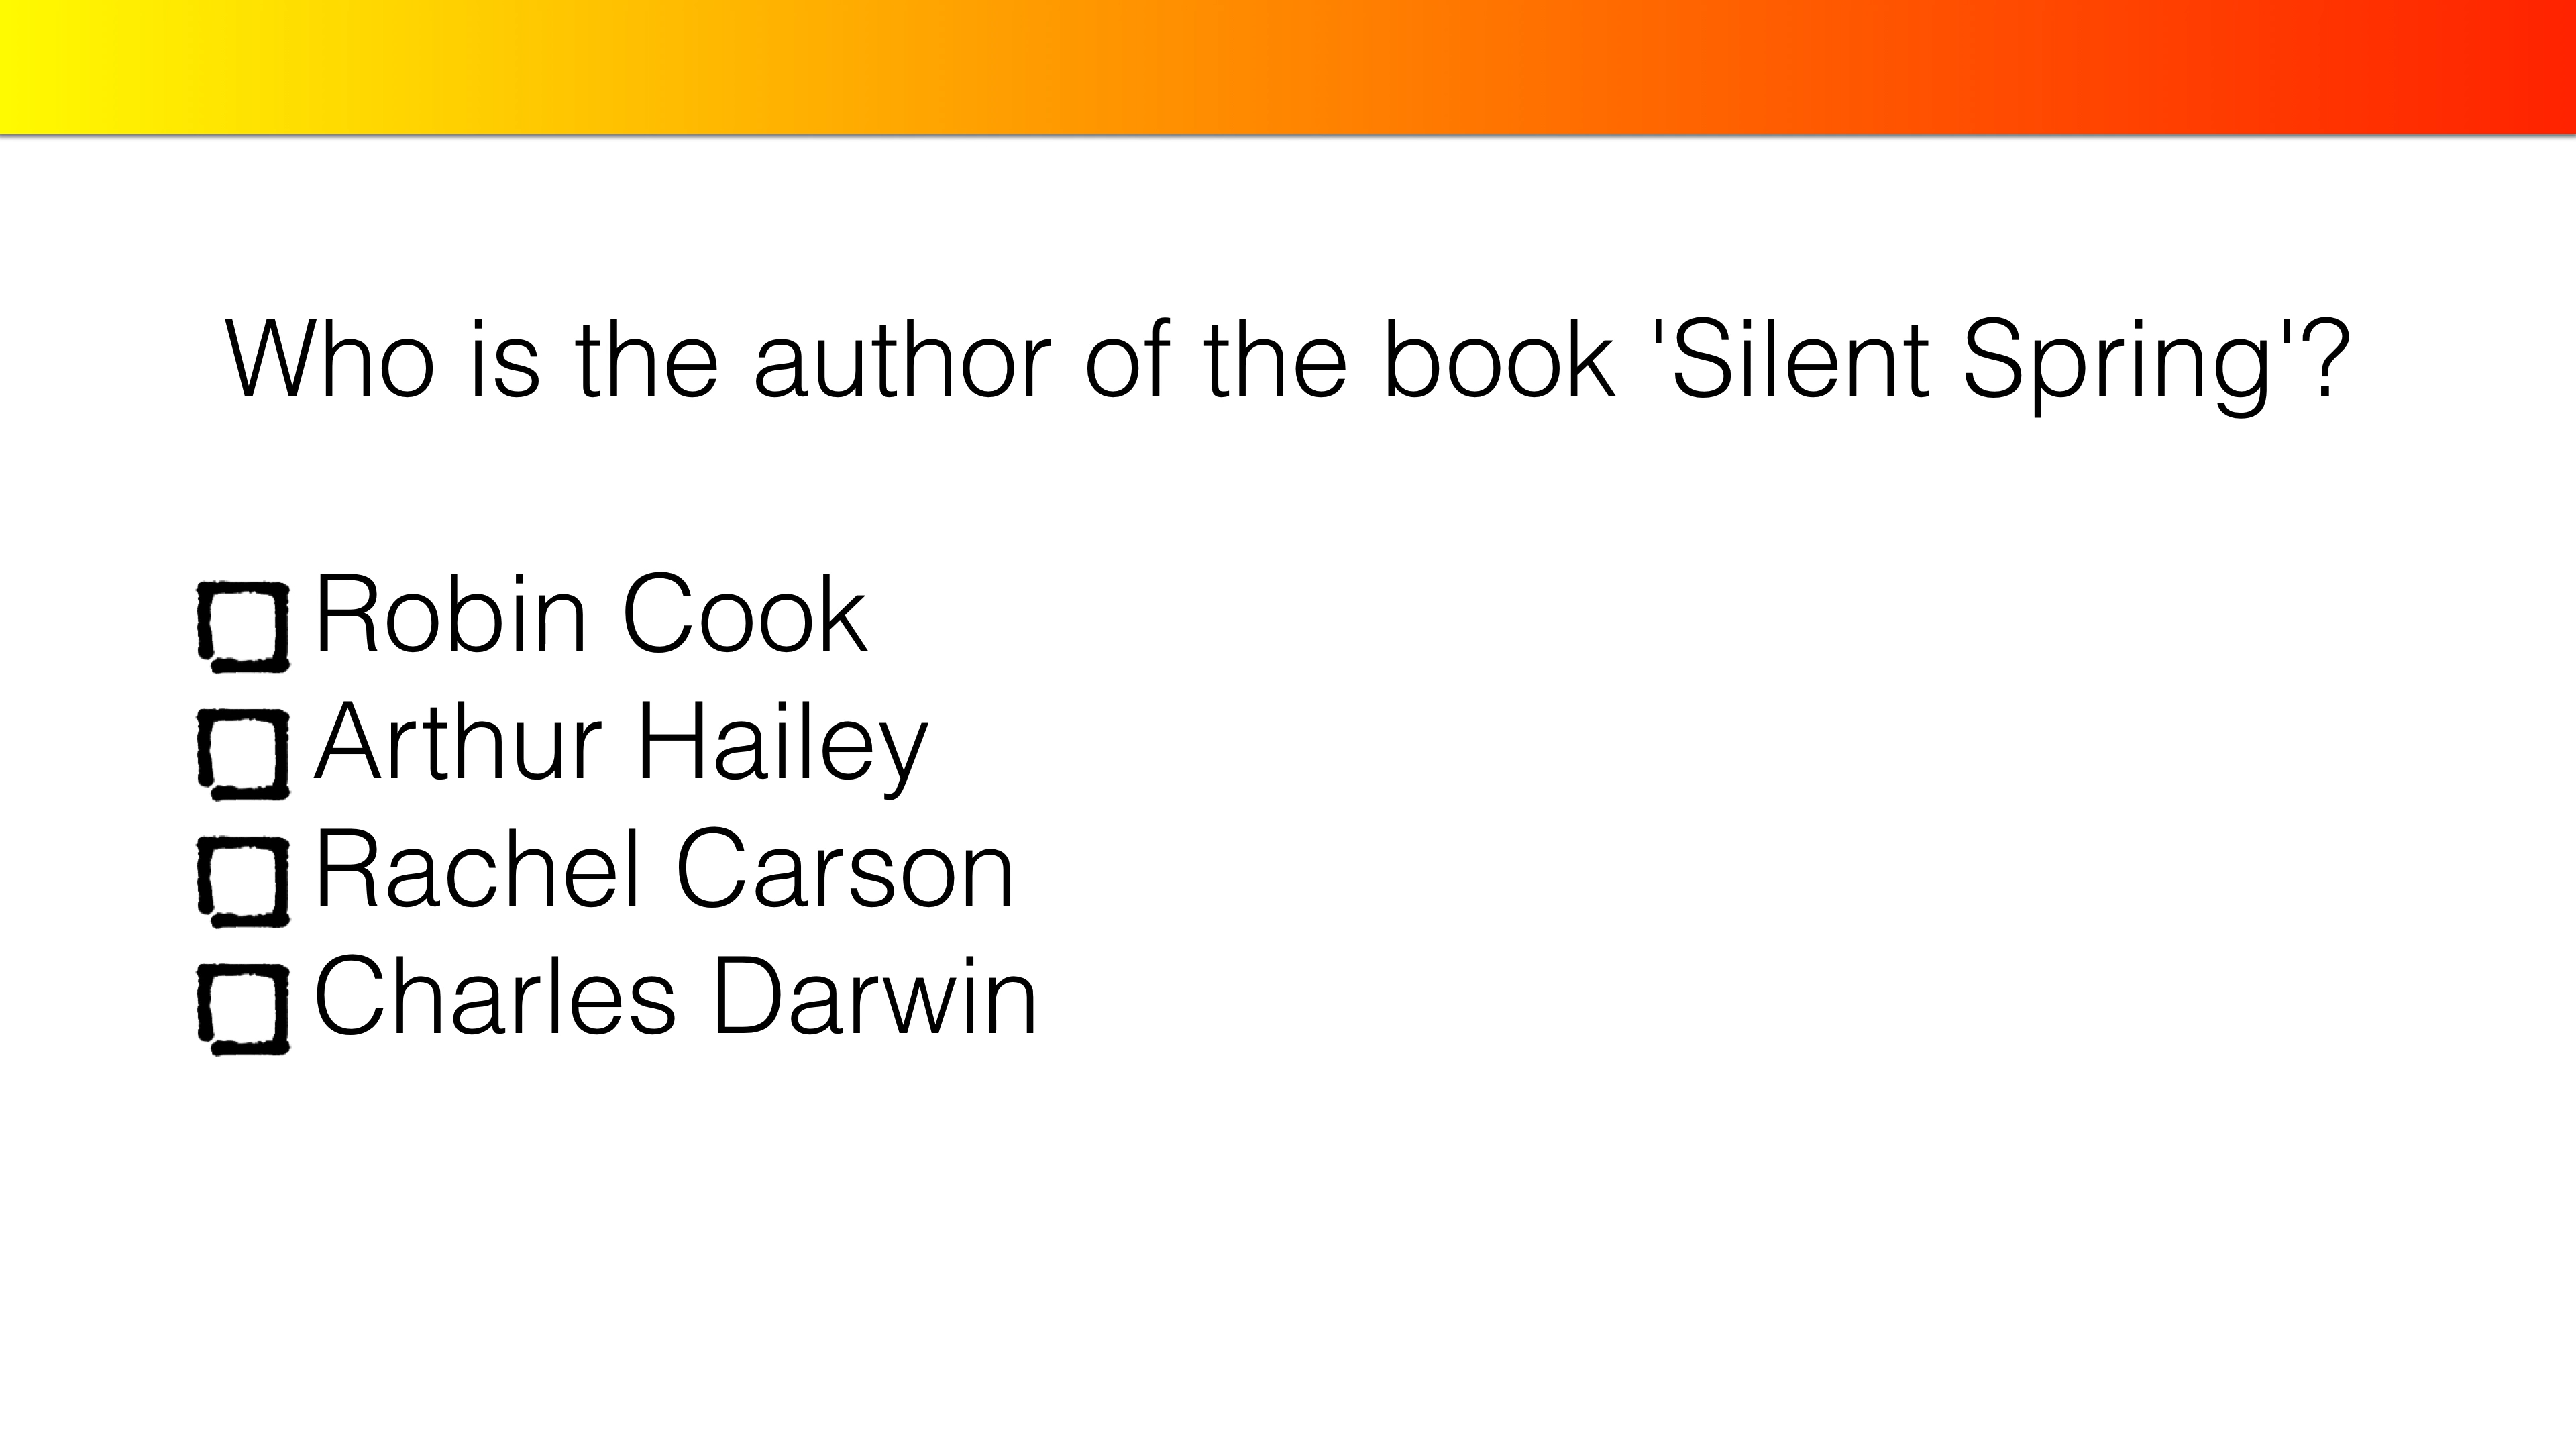 Who is the author of the book 'Silent Spring'?
Robin Cook
Arthur Hailey
Rachel Carson
Charles Darwin